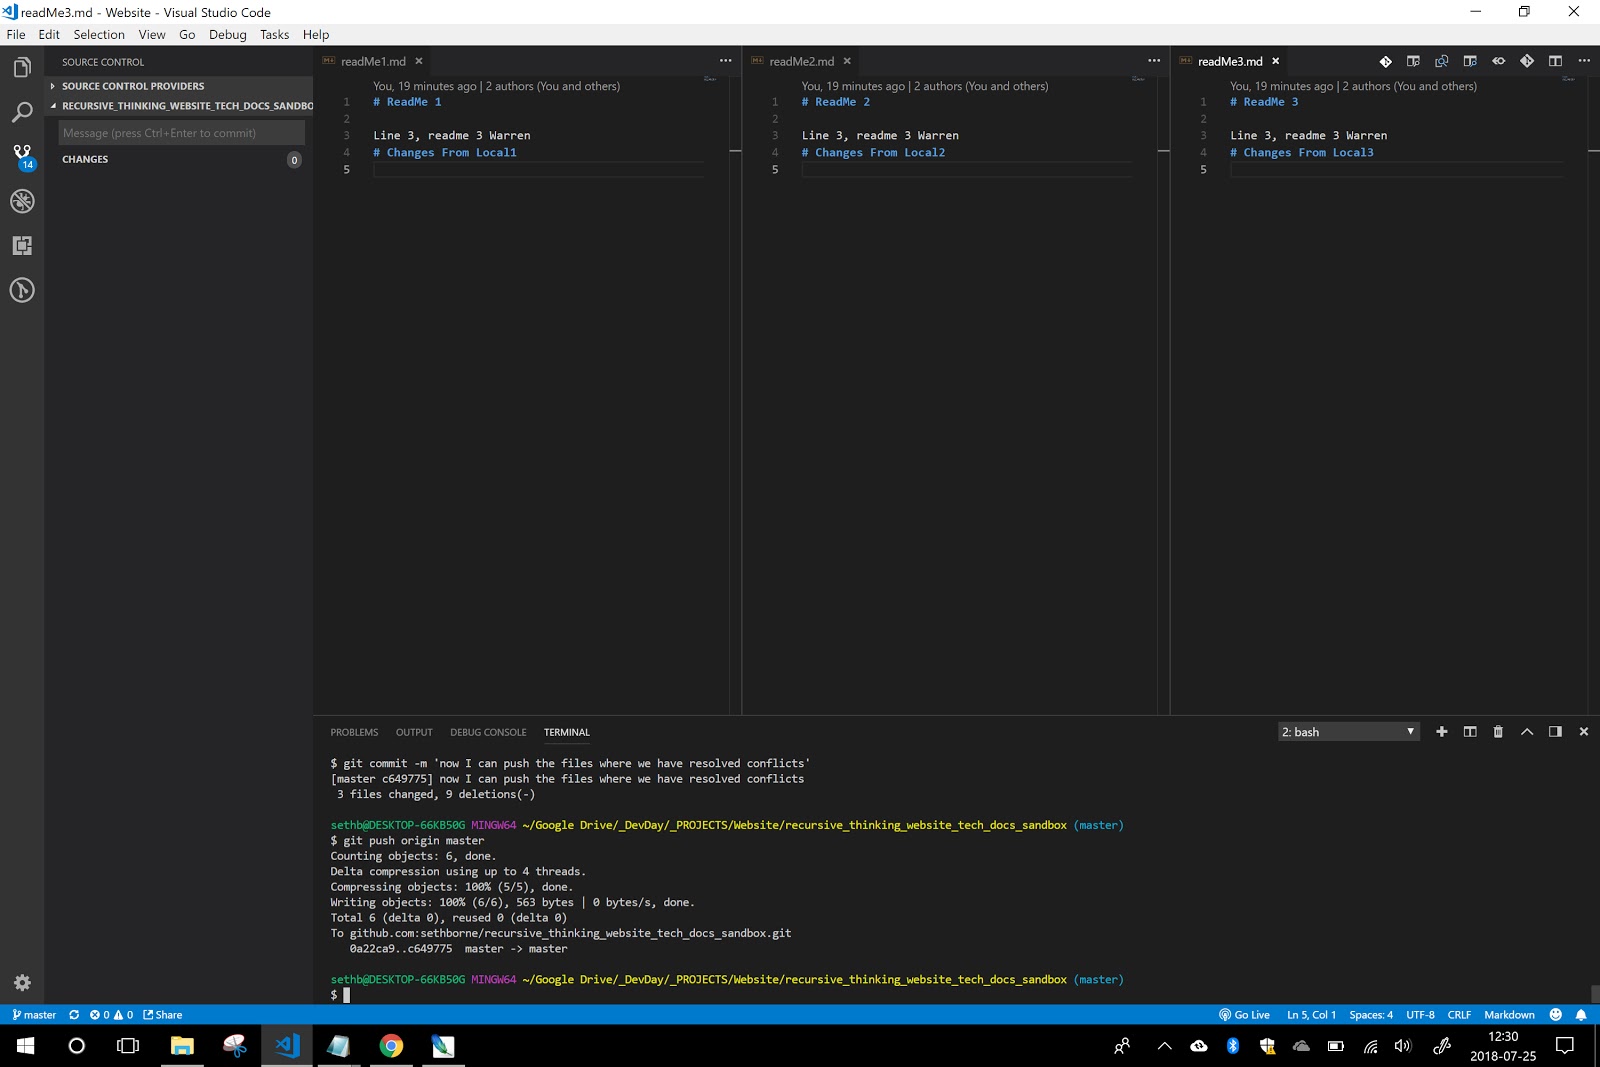 readMe3.md - Website - Visual Studio Code
File Edit Selection View Go Debug Tasks Help
SOURCE CONTROL
SOURCE CONTROL PROVIDERS
RECURSIVE_THINKING_WEBSITE_TECH_DOCS_SANDBO
Message (press Ctrl+Enter to commit)
CHANGES 0
14
readMe1.md
You, 19 minutes ago | 2 authors (You and others)
1 # ReadMe 1
2
3 Line 3, readme 3 Warren
4 # Changes From Local1
5
readMe2.md
You, 19 minutes ago | 2 authors (You and others)
1 # ReadMe 2
2
3 Line 3, readme 3 Warren
4 # Changes From Local2
5
readMe3.md
You, 19 minutes ago | 2 authors (You and others)
1 # ReadMe 3
2
3 Line 3, readme 3 Warren
4 # Changes From Local3
5
PROBLEMS OUTPUT DEBUG CONSOLE TERMINAL 2: bash
$ git commit -m 'now I can push the files where we have resolved conflicts'
[master c649775] now I can push the files where we have resolved conflicts
3 files changed, 9 deletions(-)
sethb@DESKTOP-66KB50G MINGW64 ~/Google Drive/_DevDay/_PROJECTS/Website/recursive_thinking_website_tech_docs_sandbox (master)
$ git push origin master
Counting objects: 6, done.
Delta compression using up to 4 threads.
Compressing objects: 100% (5/5), done.
Writing objects: 100% (6/6), 563 bytes | 0 bytes/s, done.
Total 6 (delta 0), reused 0 (delta 0)
To github.com:sethborne/recursive_thinking_website_tech_docs_sandbox.git
0a22ca9..c649775 master -> master
sethb@DESKTOP-66KB50G MINGW64 ~/Google Drive/_DevDay/_PROJECTS/Website/recursive_thinking_website_tech_docs_sandbox (master)
$
master 0 0 Share Go Live Ln 5, Col 1 Spaces: 4 UTF-8 CRLF Markdown
12:30
2018-07-25